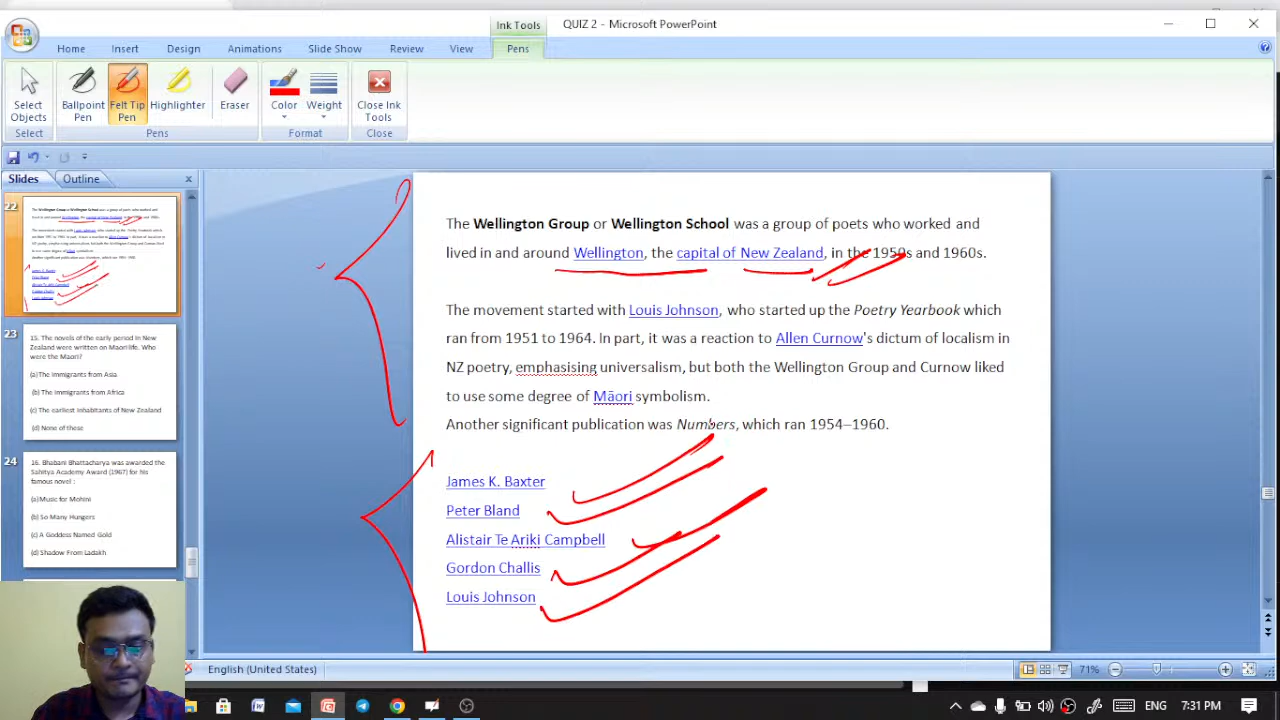 Ink Tools
QUIZ 2 - Microsoft PowerPoint
Home Insert Design Animations Slide Show Review View Pens
Select Objects
Ballpoint Pen
Felt Tip Pen
Highlighter
Eraser
Color
Weight
Close Ink Tools
Select Pens Format Close
Slides Outline
The Wellington Group or Wellington School was a group of poets who worked and
lived in and around Wellington, the capital of New Zealand, in the 1950s and 1960s.
The movement started with Louis Johnson, who started up the Poetry Yearbook which
ran from 1951 to 1964. In part, it was a reaction to Allen Curnow's dictum of localism in
NZ poetry, emphasising universalism, but both the Wellington Group and Curnow liked
to use some degree of Māori symbolism.
Another significant publication was Numbers, which ran 1954–1960.
James K. Baxter
Peter Bland
Alistair Te Ariki Campbell
Gordon Challis
Louis Johnson
22
23
15. The novels of the early period in New
Zealand were written on Maori life. Who
were the Maori?
(a)The immigrants from Asia
(b) The immigrants from Africa
(c) The earliest inhabitants of New Zealand
(d) None of these
24
16. Bhabani Bhattacharya was awarded the
Sahitya Academy Award (1967) for his
famous novel :
(a)Music for Mohini
(b) So Many Hungers
(c) A Goddess Named Gold
(d) Shadow From Ladakh
English (United States)
71%
7:31 PM